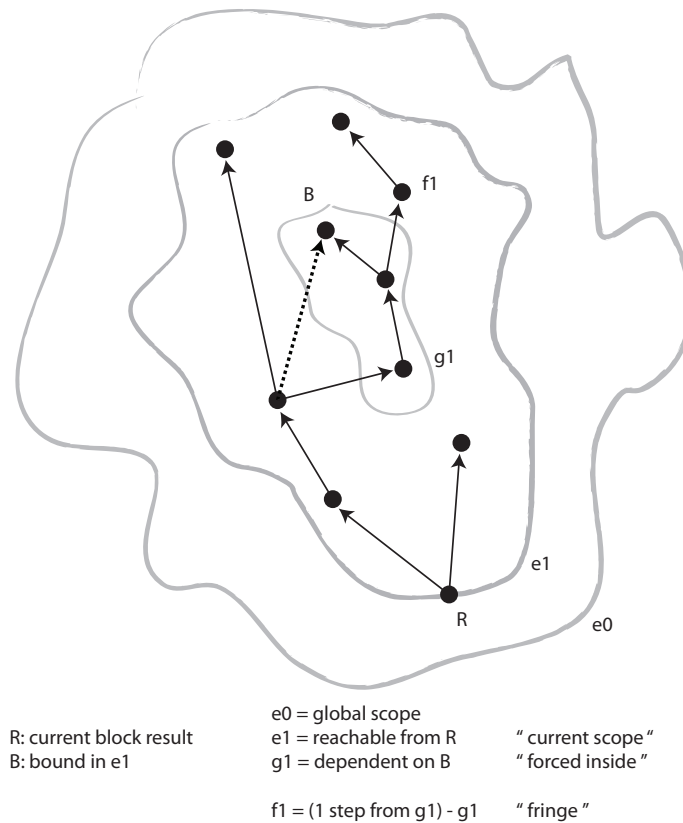 f1
B
g1
e1
R
e0
e0 = global scope
R: current block result e1 = reachable from R “ current scope “
B: bound in e1 g1 = dependent on B “ forced inside ”
f1 = (1 step from g1) - g1 “ fringe ”